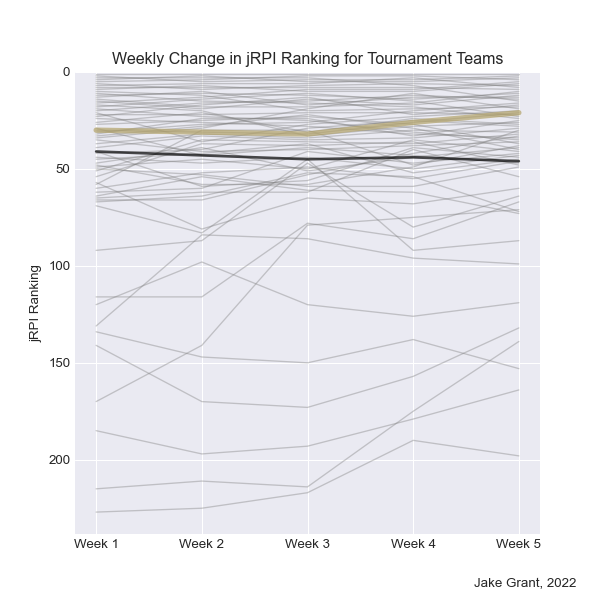 Weekly Change in jRPI Ranking for Tournament Teams
0
50
100
150
200
jRPI Ranking
Week 1
Week 2
Week 3
Week 4
Week 5
Jake Grant, 2022